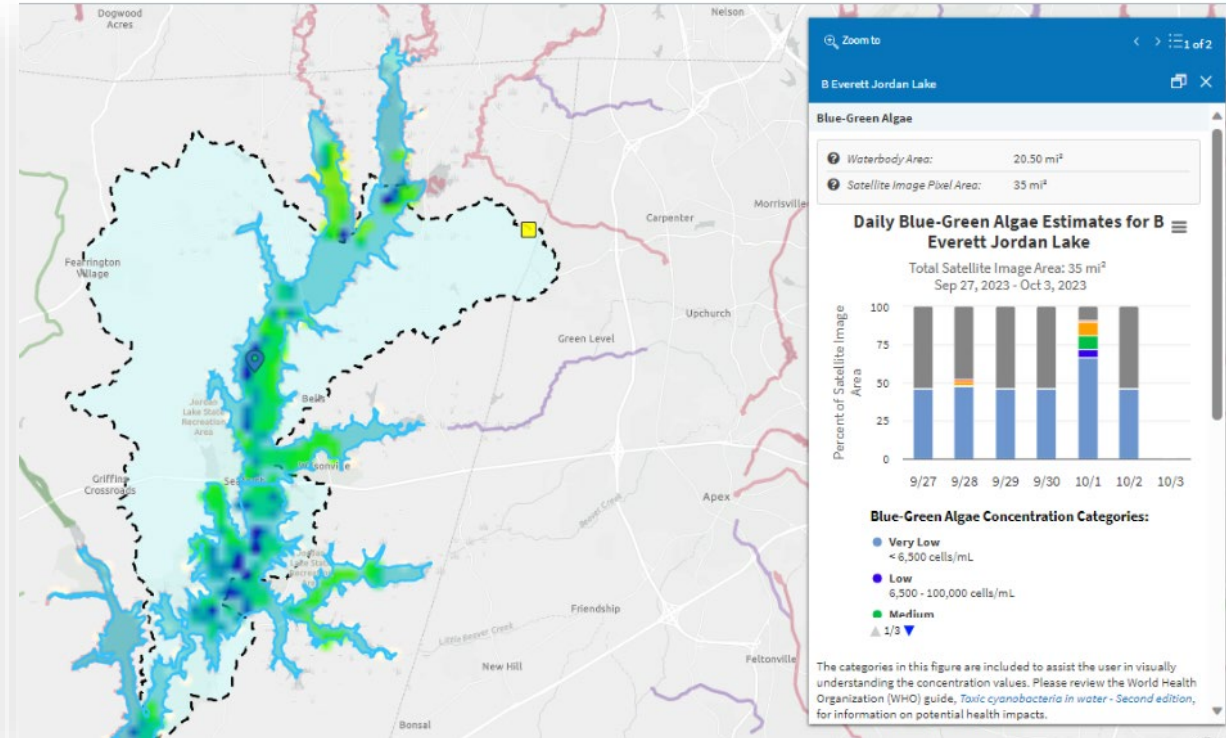 Dogwood
Acres
Nelson
Morrisville
Carpenter
Fearrington
Village
Upchurch
Green Level
Bells
Jordan
Lake State
Recreation
Area
Griffins
Crossroads
Apex
Beaver Creek
Friendship
Little Beaver Creek
Feltonville
New Hill
Bonsal
Zoom to
1 of 2
B Everett Jordan Lake
Blue-Green Algae
Waterbody Area: 20.50 mi²
Satellite Image Pixel Area: 35 mi²
Daily Blue-Green Algae Estimates for B
Everett Jordan Lake
Total Satellite Image Area: 35 mi²
Sep 27, 2023 - Oct 3, 2023
Percent of Satellite Image
Area
100
75
50
25
0
9/27 9/28 9/29 9/30 10/1 10/2 10/3
Blue-Green Algae Concentration Categories:
Very Low
< 6,500 cells/mL
Low
6,500 - 100,000 cells/mL
Medium
1/3
The categories in this figure are included to assist the user in visually
understanding the concentration values. Please review the World Health
Organization (WHO) guide, Toxic cyanobacteria in water - Second edition,
for information on potential health impacts.